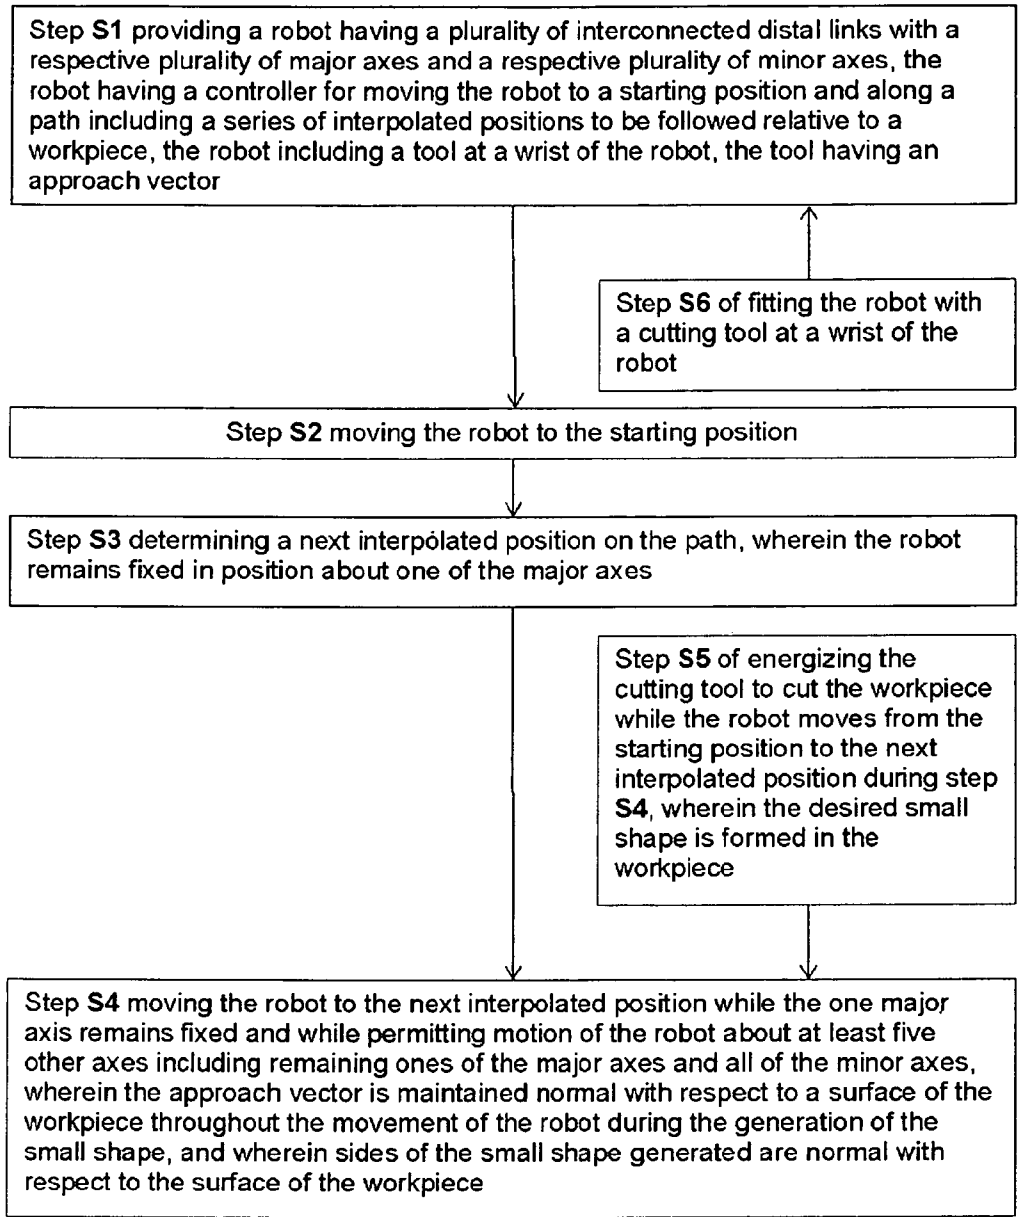 Step S1 providing a robot having a plurality of interconnected distal links with a
respective plurality of major axes and a respective plurality of minor axes, the
robot having a controller for moving the robot to a starting position and along a
path including a series of interpolated positions to be followed relative to a
workpiece, the robot including a tool at a wrist of the robot, the tool having an
approach vector
Step S6 of fitting the robot with
a cutting tool at a wrist of the
robot
Step S2 moving the robot to the starting position
Step S3 determining a next interpolated position on the path, wherein the robot
remains fixed in position about one of the major axes
Step S5 of energizing the
cutting tool to cut the workpiece
while the robot moves from the
starting position to the next
interpolated position during step
S4, wherein the desired small
shape is formed in the
workpiece
Step S4 moving the robot to the next interpolated position while the one major
axis remains fixed and while permitting motion of the robot about at least five
other axes including remaining ones of the major axes and all of the minor axes,
wherein the approach vector is maintained normal with respect to a surface of the
workpiece throughout the movement of the robot during the generation of the
small shape, and wherein sides of the small shape generated are normal with
respect to the surface of the workpiece